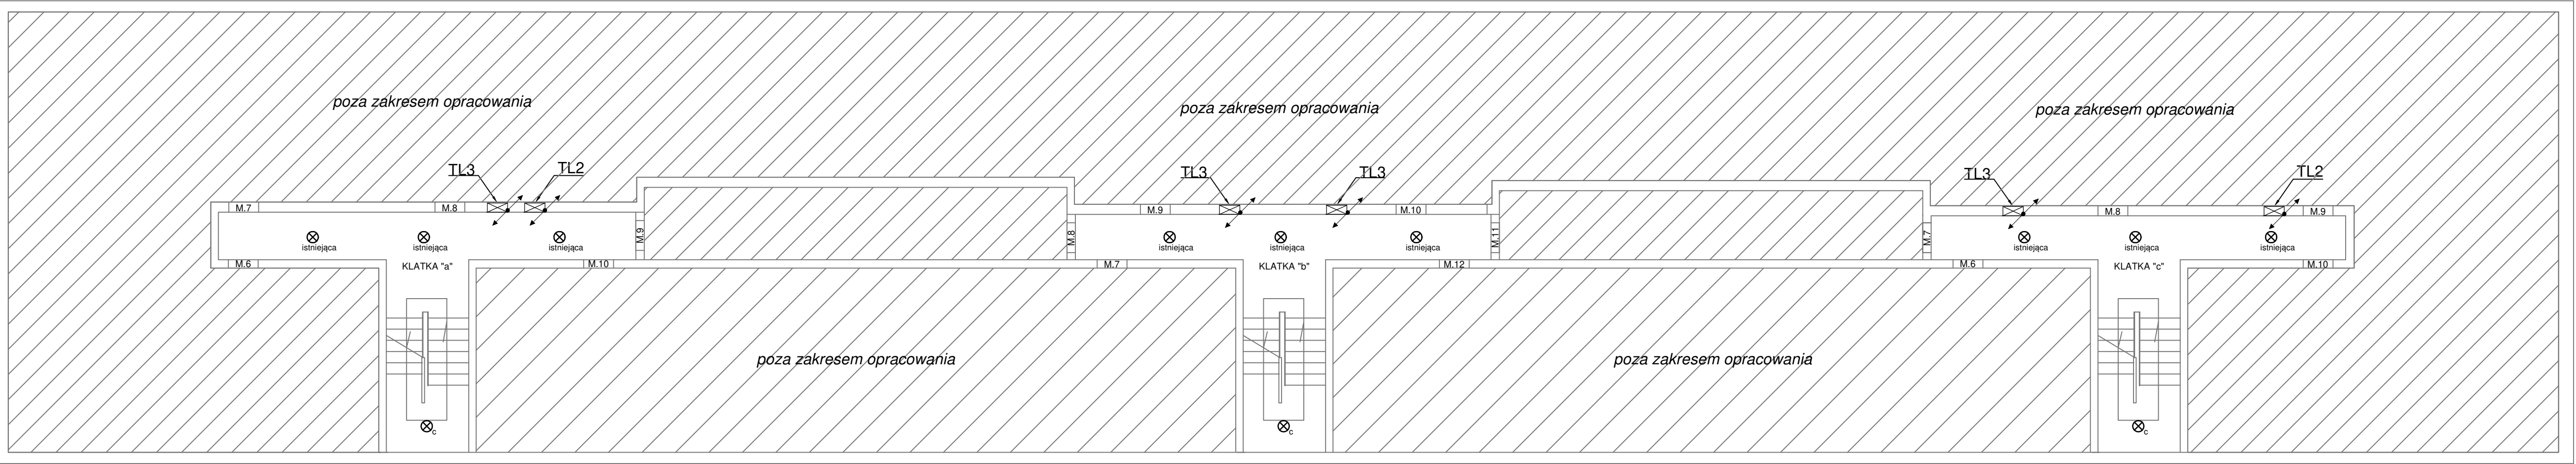 poza zakresem opracowania
poza zakresem opracowania
poza zakresem opracowania
TL3
TL2
TL3
TL3
TL3
TL2
M.7
M.8
M.9
M.10
M.8
M.9
M.9
M.8
M.11
M.7
istniejąca
istniejąca
istniejąca
istniejąca
istniejąca
istniejąca
istniejąca
istniejąca
istniejąca
M.6
KLATKA "a"
M.10
M.7
KLATKA "b"
M.12
M.6
KLATKA "c"
M.10
poza zakresem opracowania
poza zakresem opracowania
c
c
c